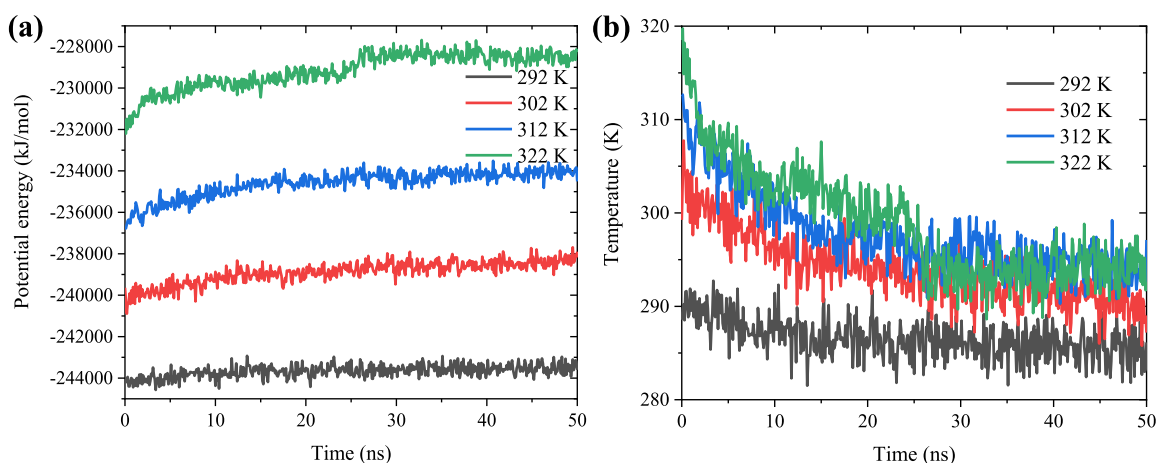 (a)
-228000
-230000
-232000
-234000
-236000
-238000
-240000
-242000
-244000
Potential energy (kJ/mol)
292 K
302 K
312 K
322 K
0 10 20 30 40 50
Time (ns)
(b)
320
310
300
290
280
Temperature (K)
292 K
302 K
312 K
322 K
0 10 20 30 40 50
Time (ns)